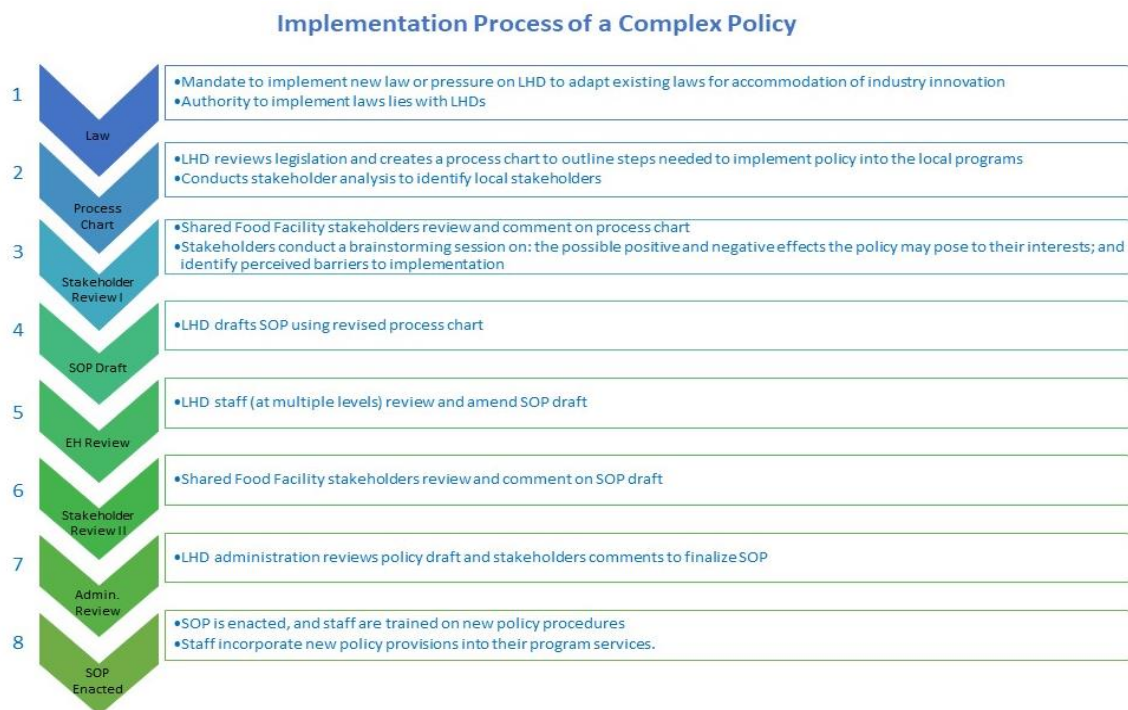 Implementation Process of a Complex Policy
1
Law
•Mandate to implement new law or pressure on LHD to adapt existing laws for accommodation of industry innovation
•Authority to implement laws lies with LHDs
2
Process
Chart
•LHD reviews legislation and creates a process chart to outline steps needed to implement policy into the local programs
•Conducts stakeholder analysis to identify local stakeholders
3
Stakeholder
Review I
•Shared Food Facility stakeholders review and comment on process chart
•Stakeholders conduct a brainstorming session on: the possible positive and negative effects the policy may pose to their interests; and
identify perceived barriers to implementation
4
SOP Draft
•LHD drafts SOP using revised process chart
5
EH Review
•LHD staff (at multiple levels) review and amend SOP draft
6
Stakeholder
Review II
•Shared Food Facility stakeholders review and comment on SOP draft
7
Admin.
Review
•LHD administration reviews policy draft and stakeholders comments to finalize SOP
8
SOP
Enacted
•SOP is enacted, and staff are trained on new policy procedures
•Staff incorporate new policy provisions into their program services.